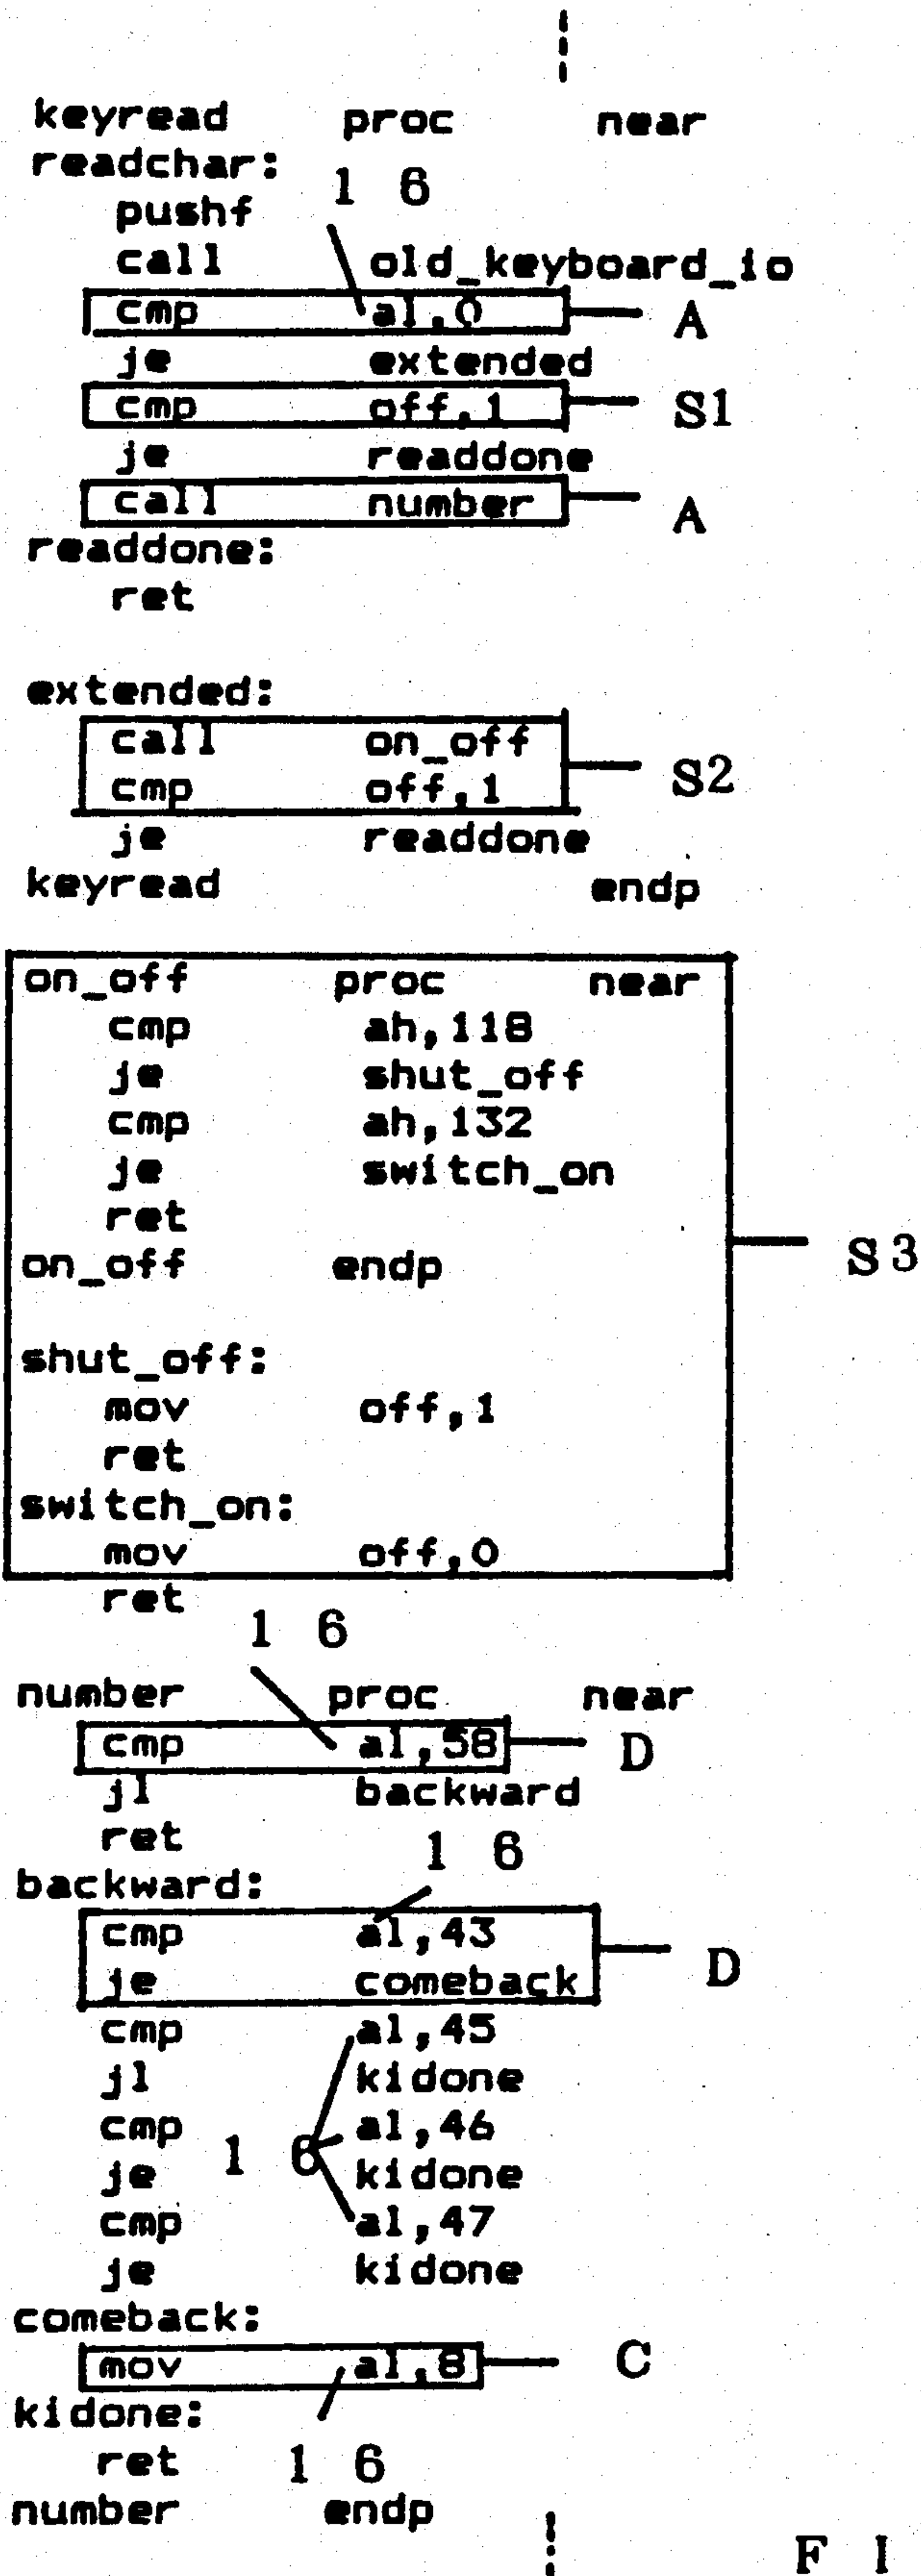 keyread proc near
readchar:
1 6
pushf
call old_keyboard_io
cmp al,0 A
je extended
cmp off,1 S1
je readdone
call number A
readdone:
ret
extended:
call on_off
cmp off,1 S2
je readdone
keyread endp
on_off proc near
cmp ah,118
je shut_off
cmp ah,132
je switch_on
ret
on_off endp S3
shut_off:
mov off,1
ret
switch_on:
mov off,0
ret
1 6
number proc near
cmp al,58 D
jl backward
ret
1 6
backward:
cmp al,43
je comeback D
cmp al,45
jl kidone
cmp al,46
1 6
je kidone
cmp al,47
je kidone
comeback:
mov al,8 C
kidone:
ret 1 6
number endp
F I